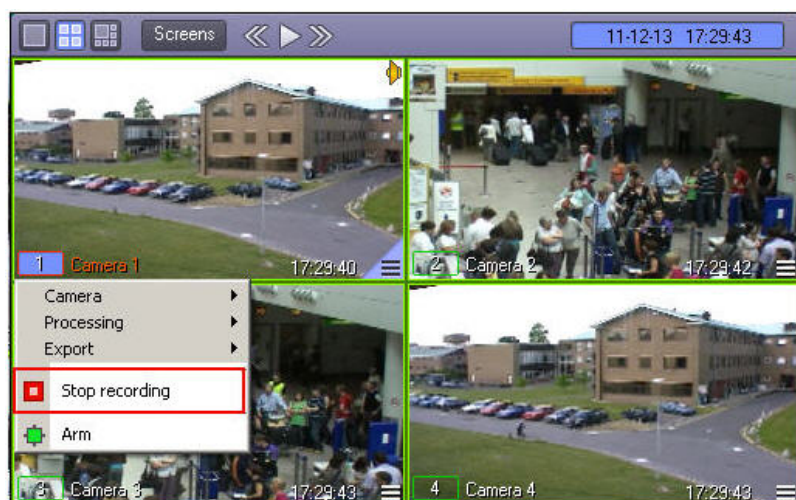 Screens
11-12-13 17:29:43
1 Camera 1 17:29:40
2 Camera 2 17:29:42
Camera
Processing
Export
Stop recording
Arm
3 Camera 3 17:29:43
4 Camera 4 17:29:43